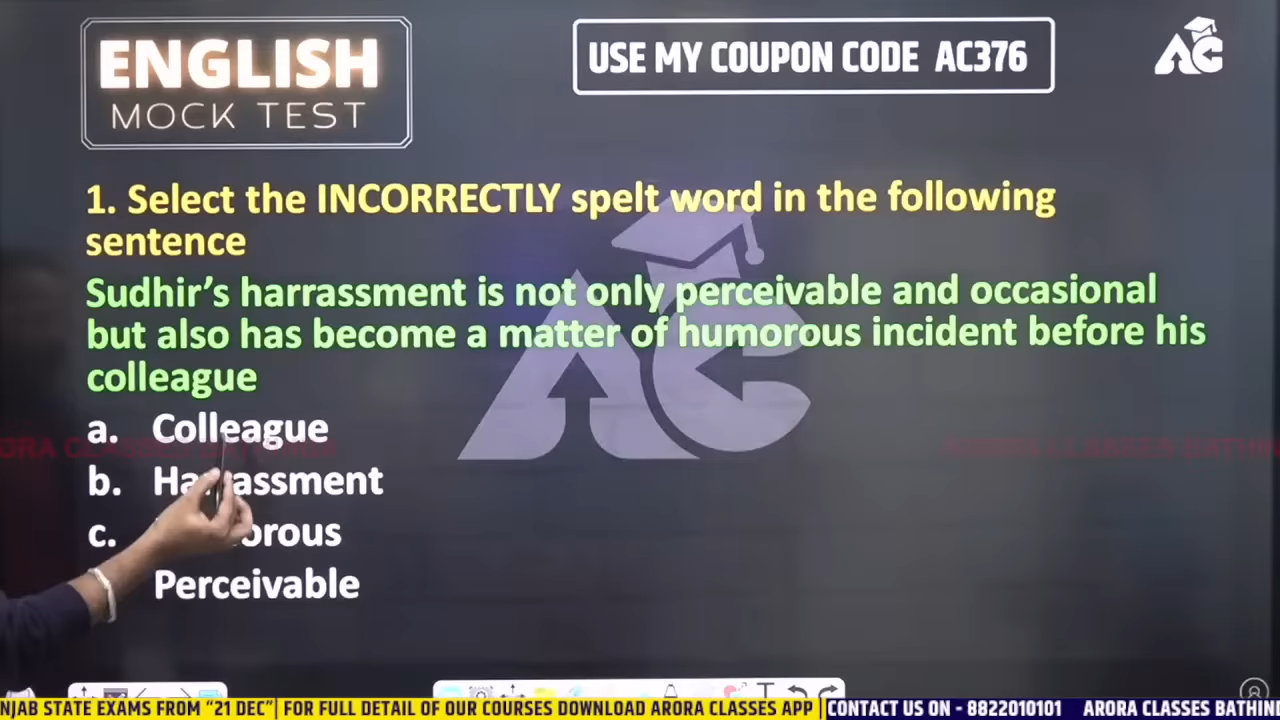 ENGLISH
MOCK TEST
USE MY COUPON CODE AC376
AC
1. Select the INCORRECTLY spelt word in the following
sentence
Sudhir's harrassment is not only perceivable and occasional
but also has become a matter of humorous incident before his
colleague
a. Colleague
b.
c.
Perceivable
NJAB STATE EXAMS FROM "21 DEC" | FOR FULL DETAIL OF OUR COURSES DOWNLOAD ARORA CLASSES APP | CONTACT US ON - 8822010101 ARORA CLASSES BATHIN